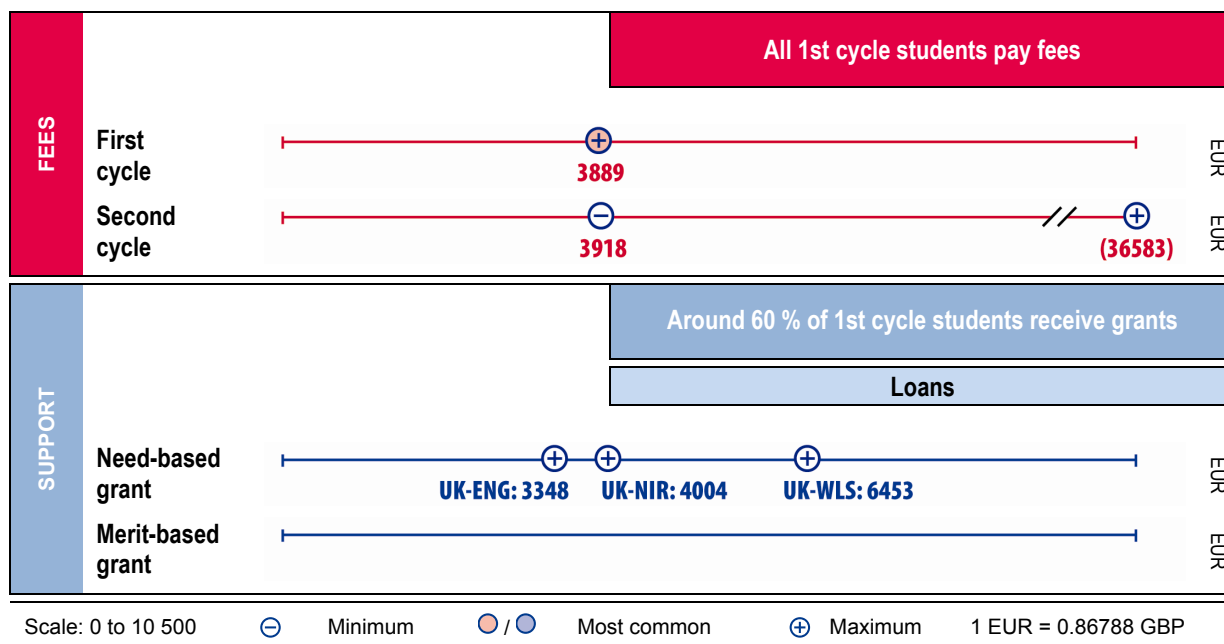 All 1st cycle students pay fees
FEES
First
cycle
3889
EUR
Second
cycle
3918
(36583)
EUR
Around 60 % of 1st cycle students receive grants
Loans
SUPPORT
Need-based
grant
UK-ENG: 3348 UK-NIR: 4004 UK-WLS: 6453
EUR
Merit-based
grant
EUR
Scale: 0 to 10 500 Minimum / Most common Maximum 1 EUR = 0.86788 GBP